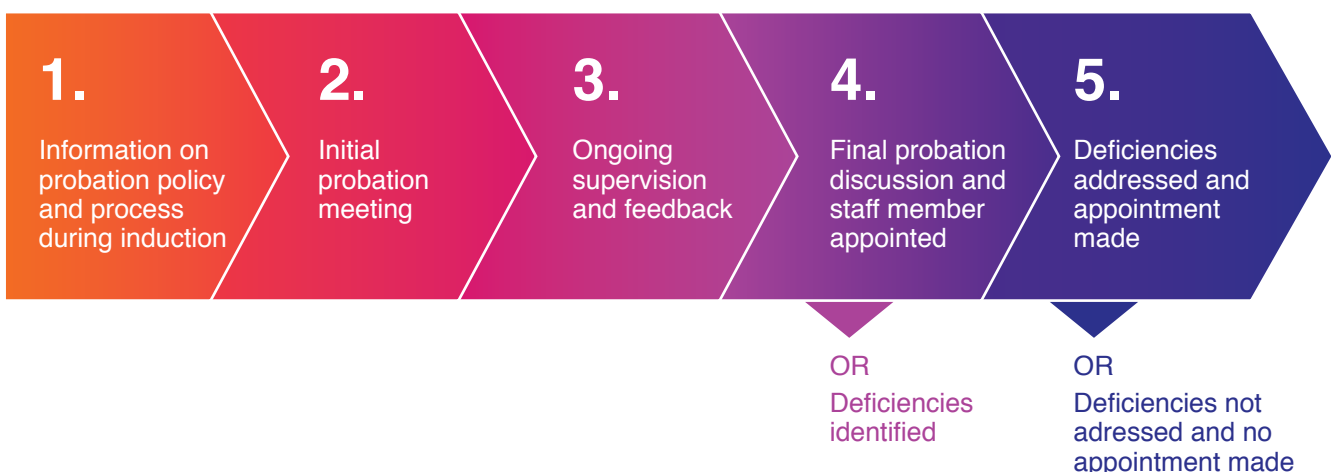 1.
Information on
probation policy
and process
during induction
2.
Initial
probation
meeting
3.
Ongoing
supervision
and feedback
4.
Final probation
discussion and
staff member
appointed
5.
Deficiencies
addressed and
appointment
made
OR
Deficiencies
identified
OR
Deficiencies not
adressed and no
appointment made